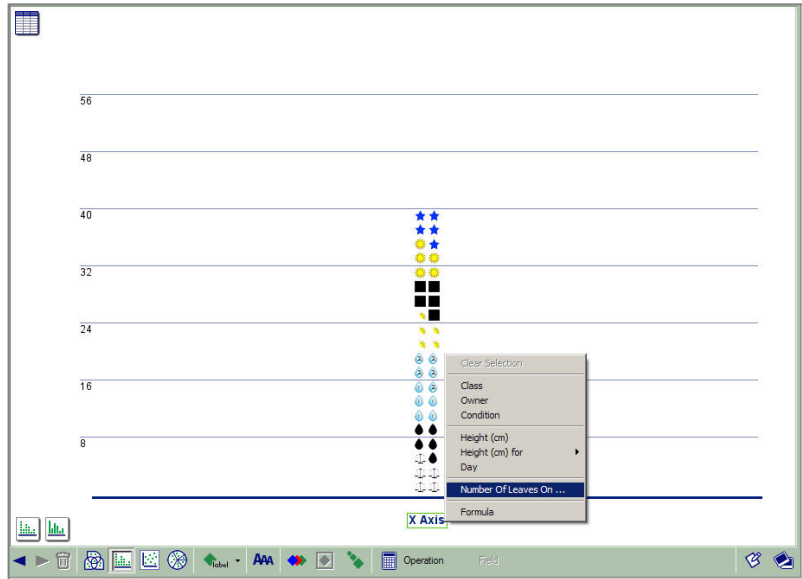 56
48
40
32
24
16
8
Clear Selection
Class
Owner
Condition
Height (cm)
Height (cm) for
Day
Number Of Leaves On ...
Formula
X Axis
label
AAA
Operation
Field